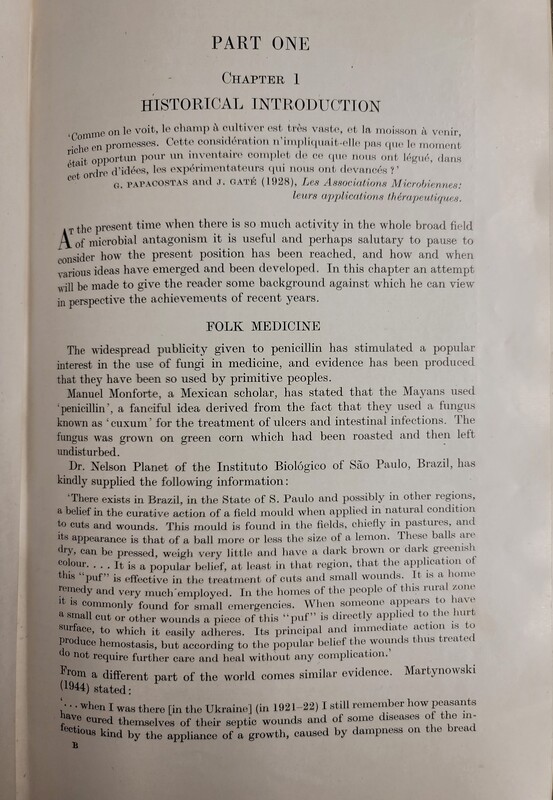 PART ONE
CHAPTER 1
HISTORICAL INTRODUCTION
'Comme on le voit, le champ à cultiver est très vaste, et la moisson à venir,
riche en promesses. Cette considération n'impliquait-elle pas que le moment
était opportun pour un inventaire complet de ce que nous ont légué, dans
cet ordre d'idées, les expérimentateurs qui nous ont devancés?'
G. PAPACOSTAS and J. GATÉ (1928), Les Associations Microbiennes:
leurs applications thérapeutiques.
AT the present time when there is so much activity in the whole broad field
of microbial antagonism it is useful and perhaps salutary to pause to
consider how the present position has been reached, and how and when
various ideas have emerged and been developed. In this chapter an attempt
will be made to give the reader some background against which he can view
in perspective the achievements of recent years.
FOLK MEDICINE
The widespread publicity given to penicillin has stimulated a popular
interest in the use of fungi in medicine, and evidence has been produced
that they have been so used by primitive peoples.
Manuel Monforte, a Mexican scholar, has stated that the Mayans used
'penicillin', a fanciful idea derived from the fact that they used a fungus
known as 'cuxum' for the treatment of ulcers and intestinal infections. The
fungus was grown on green corn which had been roasted and then left
undisturbed.
Dr. Nelson Planet of the Instituto Biológico of São Paulo, Brazil, has
kindly supplied the following information:
'There exists in Brazil, in the State of S. Paulo and possibly in other regions,
a belief in the curative action of a field mould when applied in natural condition
to cuts and wounds. This mould is found in the fields, chiefly in pastures, and
its appearance is that of a ball more or less the size of a lemon. These balls are
dry, can be pressed, weigh very little and have a dark brown or dark greenish
colour. . . . It is a popular belief, at least in that region, that the application of
this "puf" is effective in the treatment of cuts and small wounds. It is a home
remedy and very much employed. In the homes of the people of this rural zone
it is commonly found for small emergencies. When someone appears to have
a small cut or other wounds a piece of this "puf" is directly applied to the hurt
surface, to which it easily adheres. Its principal and immediate action is to
produce hemostasis, but according to the popular belief the wounds thus treated
do not require further care and heal without any complication.'
From a different part of the world comes similar evidence. Martynowski
(1944) stated:
'. . . when I was there [in the Ukraine] (in 1921–22) I still remember how peasants
have cured themselves of their septic wounds and of some diseases of the in-
fectious kind by the appliance of a growth, caused by dampness on the bread
B